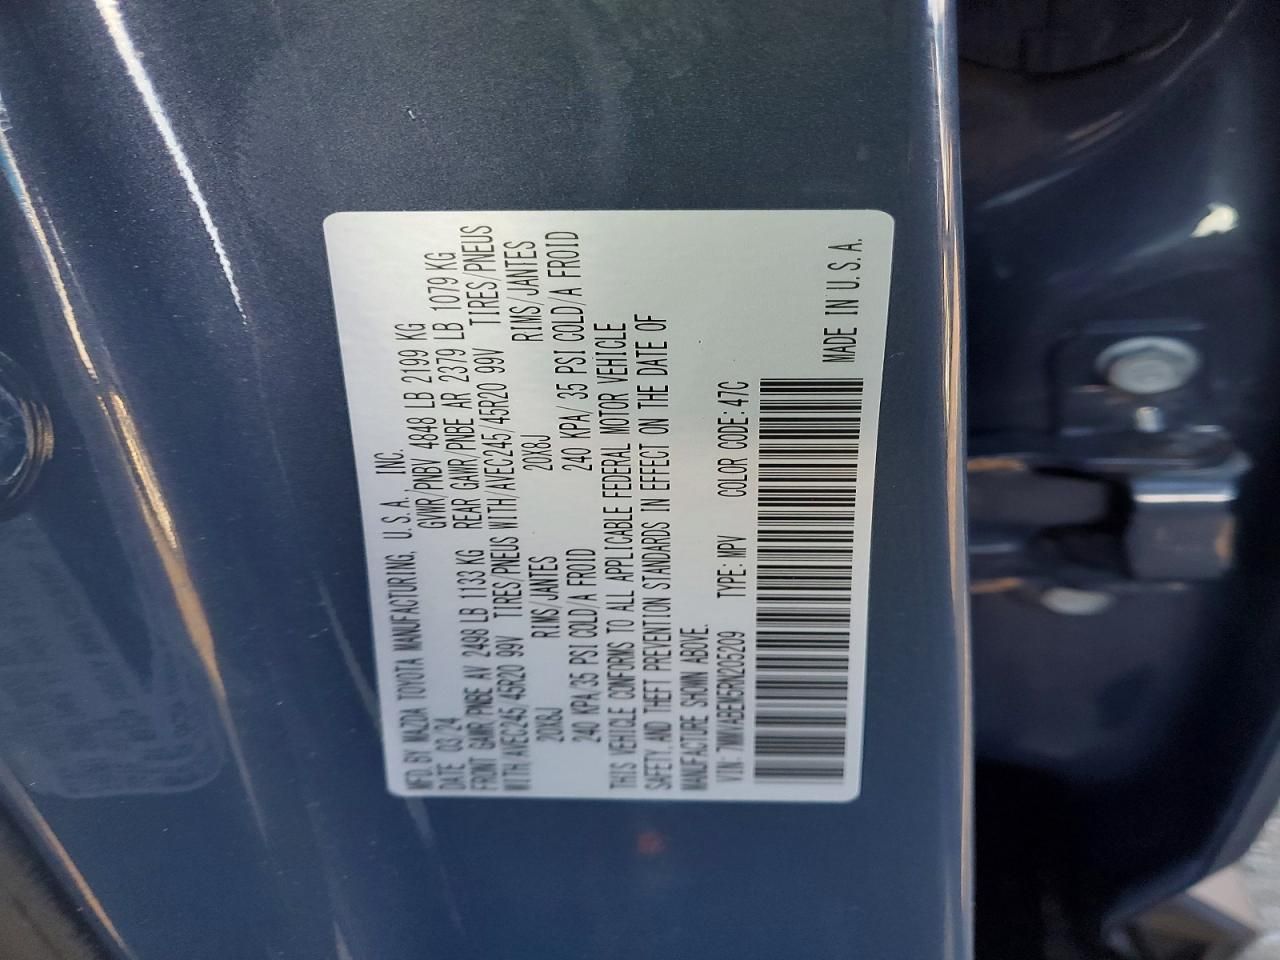 MFD. BY MAZDA TOYOTA MANUFACTURING, U.S.A., INC.
DATE 03/24 GVWR/PNBV 4848 LB 2199 KG
FRONT GAWR/PNBE AV 2498 LB 1133 KG REAR GAWR/PNBE AR 2379 LB 1079 KG
WITH/AVEC245/45R20 99V TIRES/PNEUS WITH/AVEC245/45R20 99V TIRES/PNEUS
20X8J RIMS/JANTES 20X8J RIMS/JANTES
240 KPA/35 PSI COLD/A FROID 240 KPA/ 35 PSI COLD/A FROID
THIS VEHICLE CONFORMS TO ALL APPLICABLE FEDERAL MOTOR VEHICLE
SAFETY, AND THEFT PREVENTION STANDARDS IN EFFECT ON THE DATE OF
MANUFACTURE SHOWN ABOVE.
VIN: 7MMVABEM5RN205209 TYPE: MPV COLOR CODE: 47C
MADE IN U.S.A.